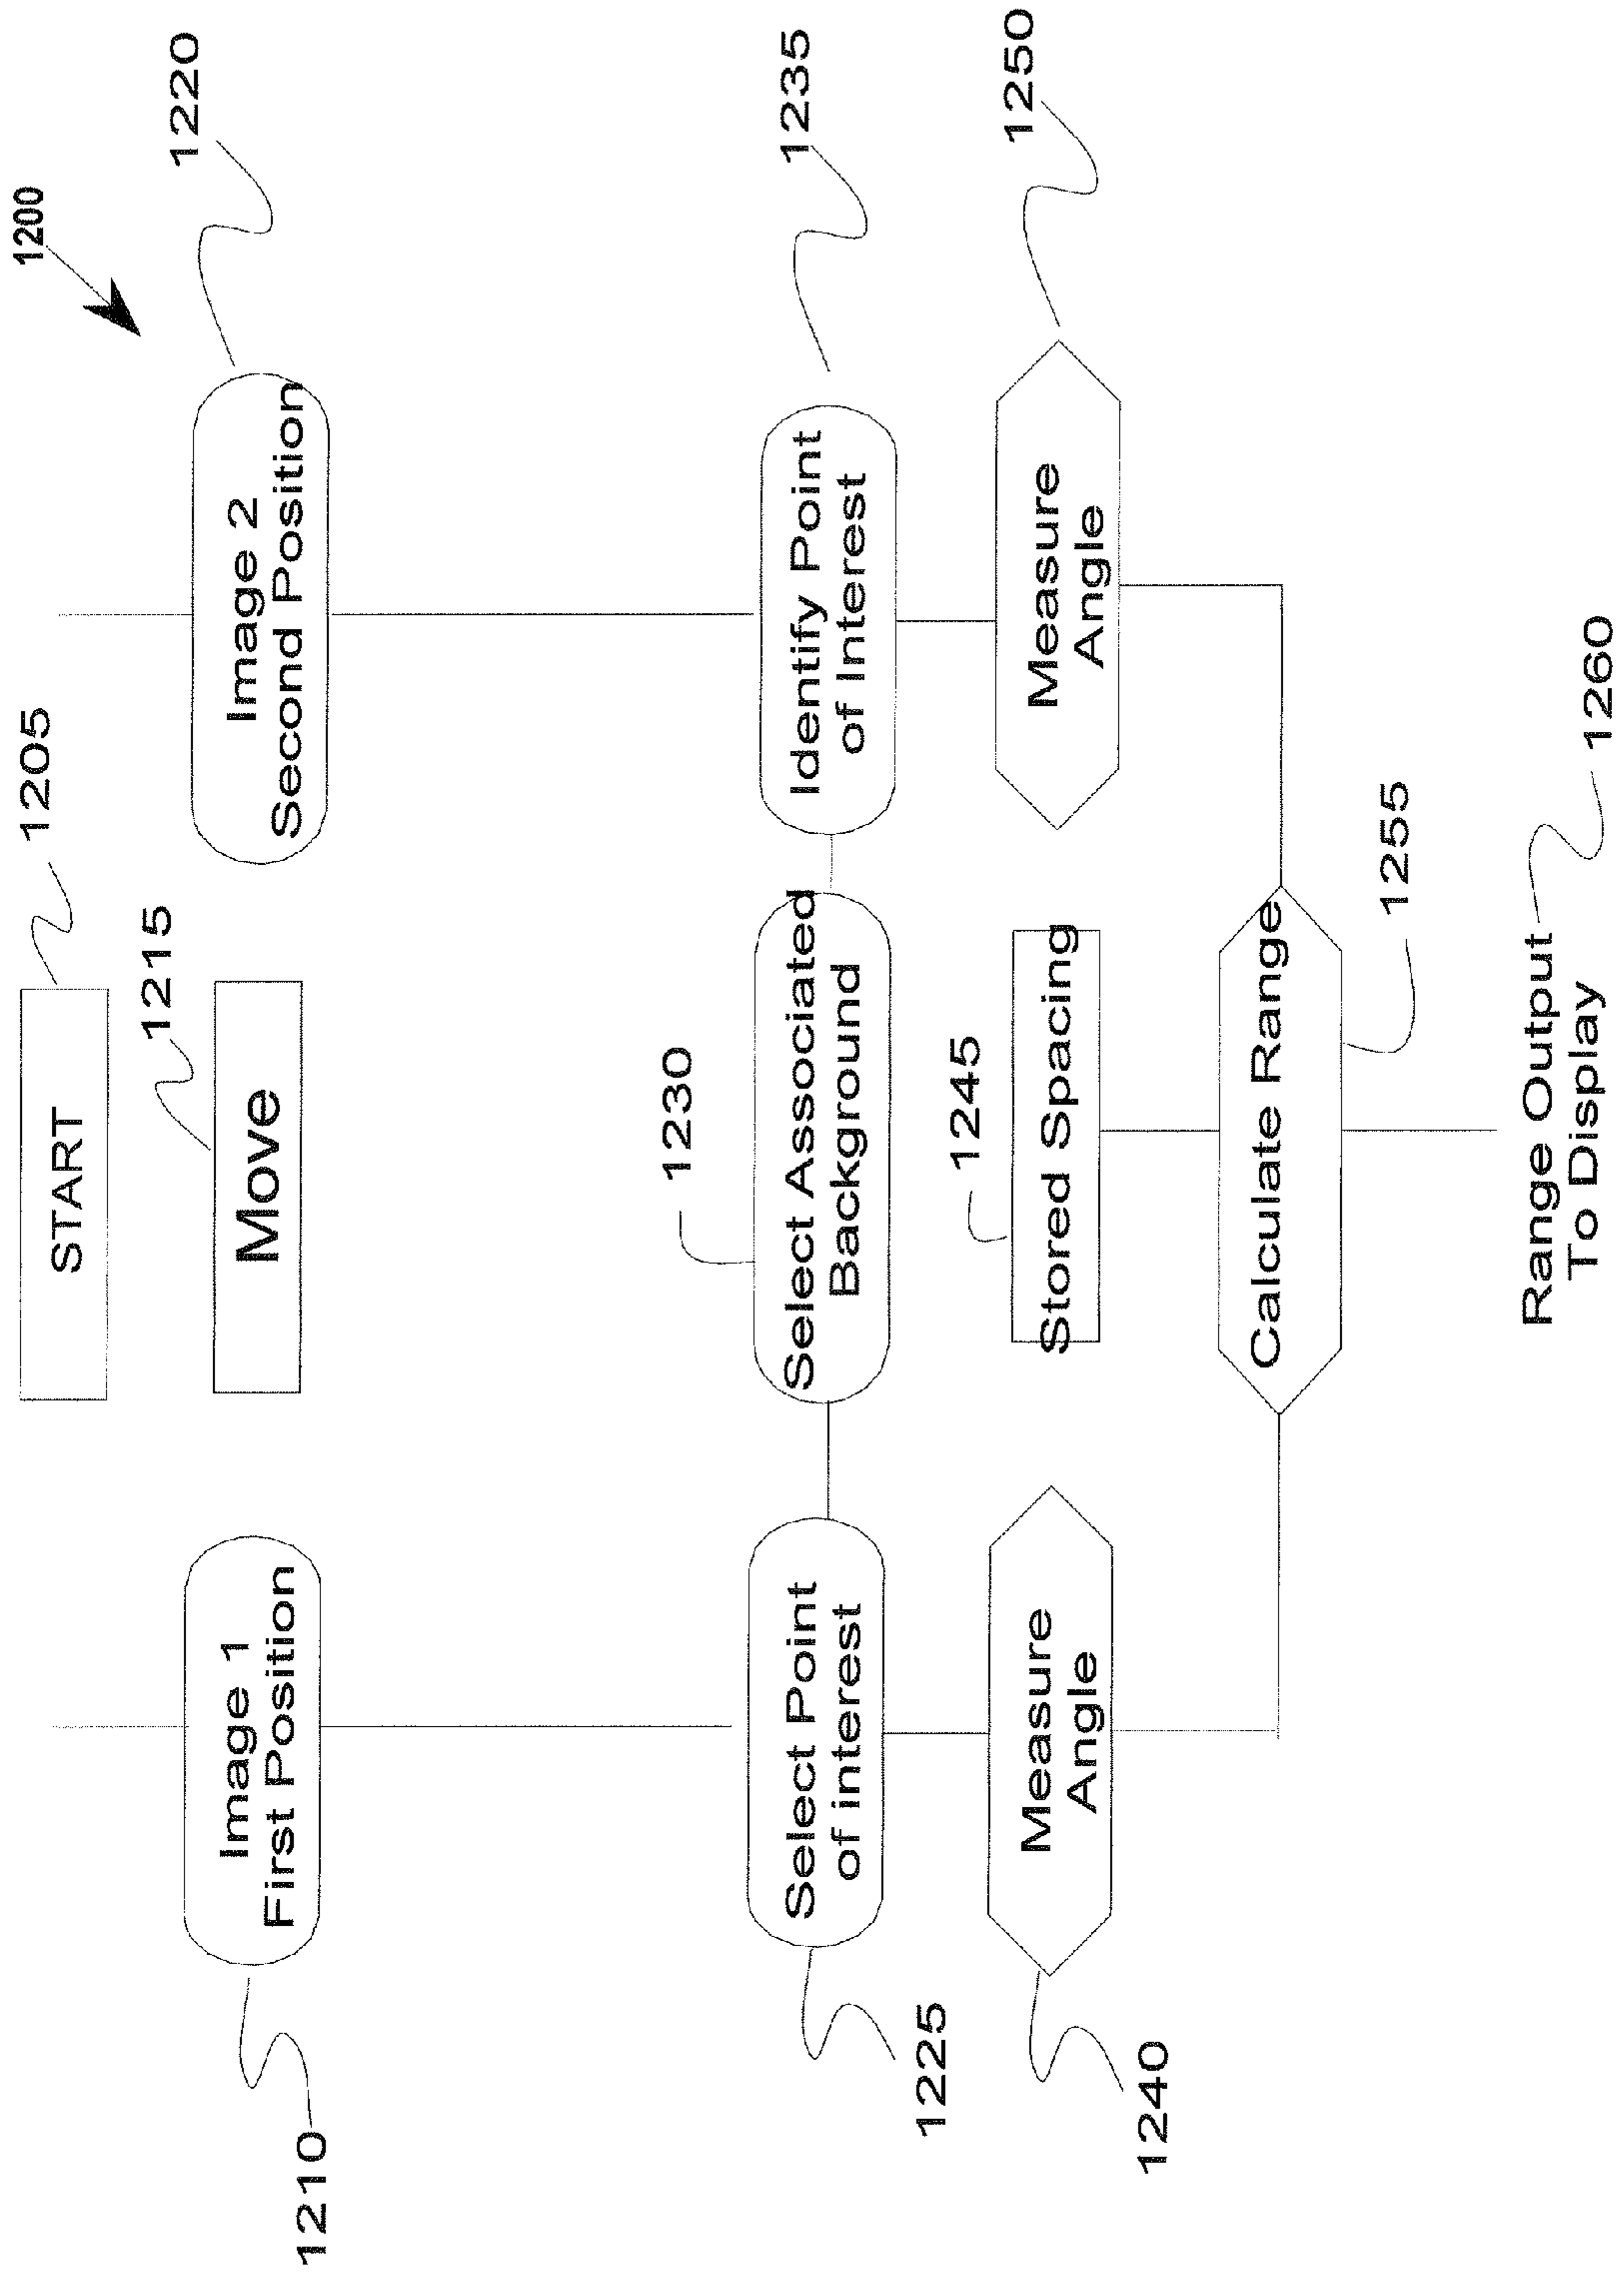 1200
START
1205
1210
Image 1
First Position
1215
Move
Image 2
Second Position
1220
1225
Select Point
of interest
1230
Select Associated
Background
Identify Point
of Interest
1235
1240
Measure
Angle
1245
Stored Spacing
Measure
Angle
1250
Calculate Range
1255
Range Output
To Display
1260